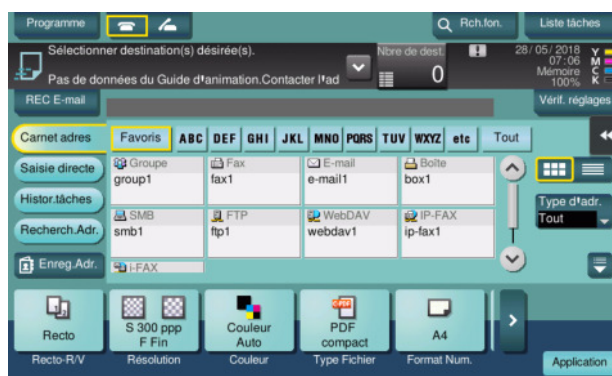 Programme
Rch.fon.
Liste tâches
Sélectionner destination(s) désirée(s).
Nbre de dest.
0
28/05/2018
07:06
Mémoire
100%
Y
M
C
K
Pas de données du Guide d'animation.Contacter l'ad
REC E-mail
Vérif. réglages
Carnet adres
Favoris
ABC
DEF
GHI
JKL
MNO
PQRS
TUV
WXYZ
etc
Tout
Saisie directe
Histor.tâches
Recherch.Adr.
Enreg.Adr.
Groupe
group1
Fax
fax1
E-mail
e-mail1
Boîte
box1
SMB
smb1
FTP
ftp1
WebDAV
webdav1
IP-FAX
ip-fax1
i-FAX
Type d'adr.
Tout
Recto
Recto-R/V
S 300 ppp
F Fin
Résolution
Couleur
Auto
Couleur
C-PDF
PDF
compact
Type Fichier
A4
Format Num.
Application